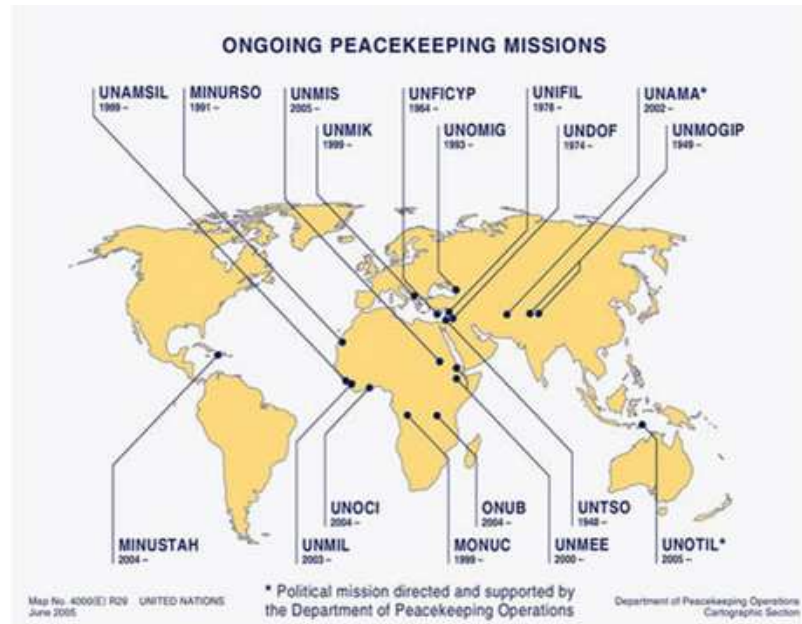 ONGOING PEACEKEEPING MISSIONS
UNAMSIL
1999 –
MINURSO
1991 –
UNMIS
2005 –
UNFICYP
1964 –
UNIFIL
1978 –
UNAMA*
2002 –
UNMIK
1999 –
UNOMIG
1993 –
UNDOF
1974 –
UNMOGIP
1949 –
UNOCI
2004 –
ONUB
2004 –
UNTSO
1948 –
MINUSTAH
2004 –
UNMIL
2003 –
MONUC
1999 –
UNMEE
2000 –
UNOTIL*
2005 –
* Political mission directed and supported by
the Department of Peacekeeping Operations
Map No. 4000(E) R29 UNITED NATIONS
June 2005
Department of Peacekeeping Operations
Cartographic Section